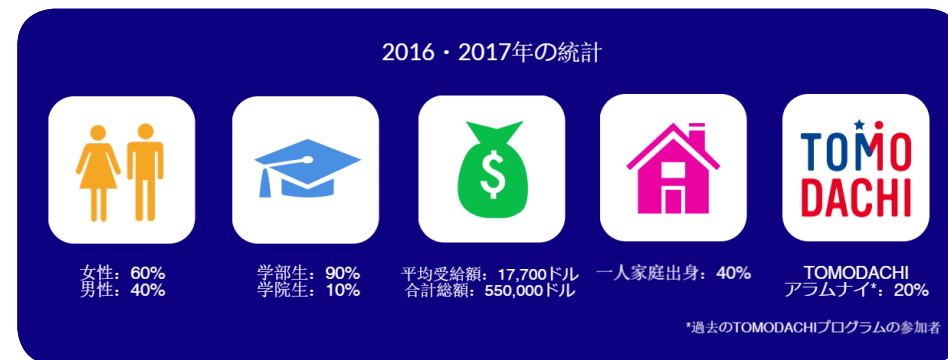 2016・2017年の統計
$
TOMO
DACHI
女性：60%
男性：40%
学部生：90%
学院生：10%
平均受給額：17,700ドル
合計総額：550,000ドル
一人家庭出身：40%
TOMODACHI
アラムナイ*：20%
*過去のTOMODACHIプログラムの参加者